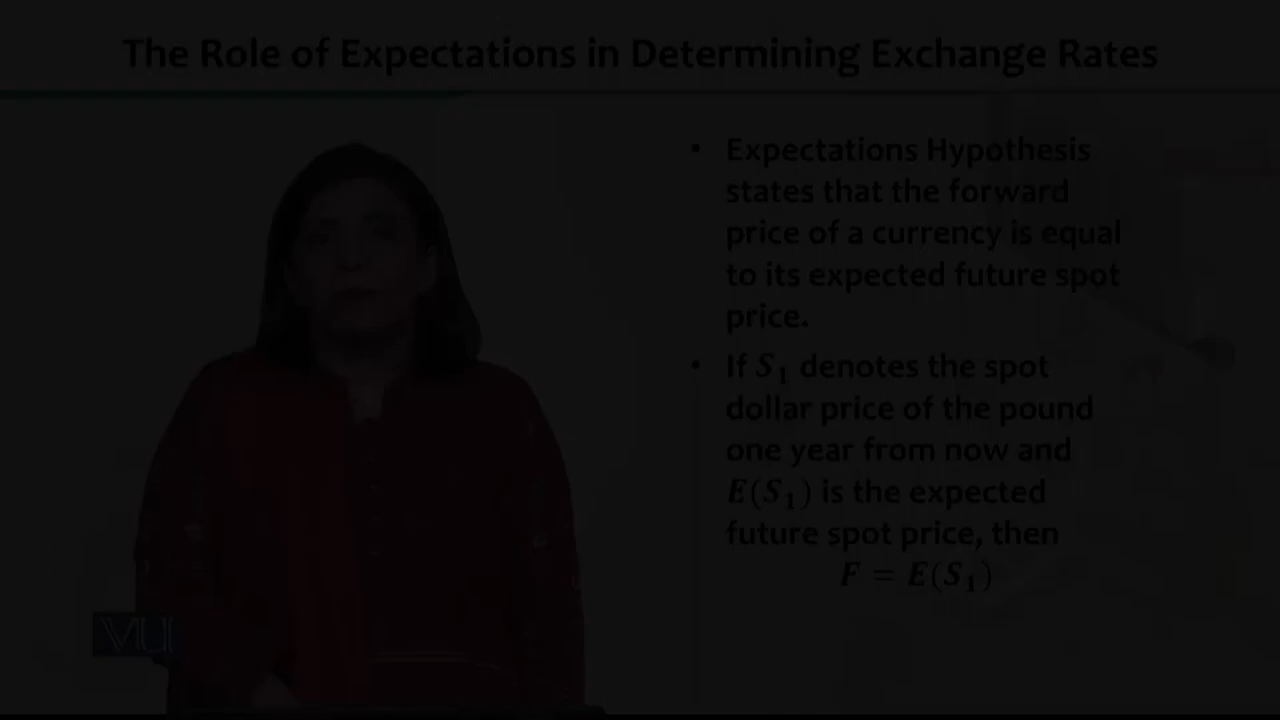 The Role of Expectations in Determining Exchange Rates
• Expectations Hypothesis
states that the forward
price of a currency is equal
to its expected future spot
price.
• If S₁ denotes the spot
dollar price of the pound
one year from now and
E(S₁) is the expected
future spot price, then
F = E(S₁)
VU